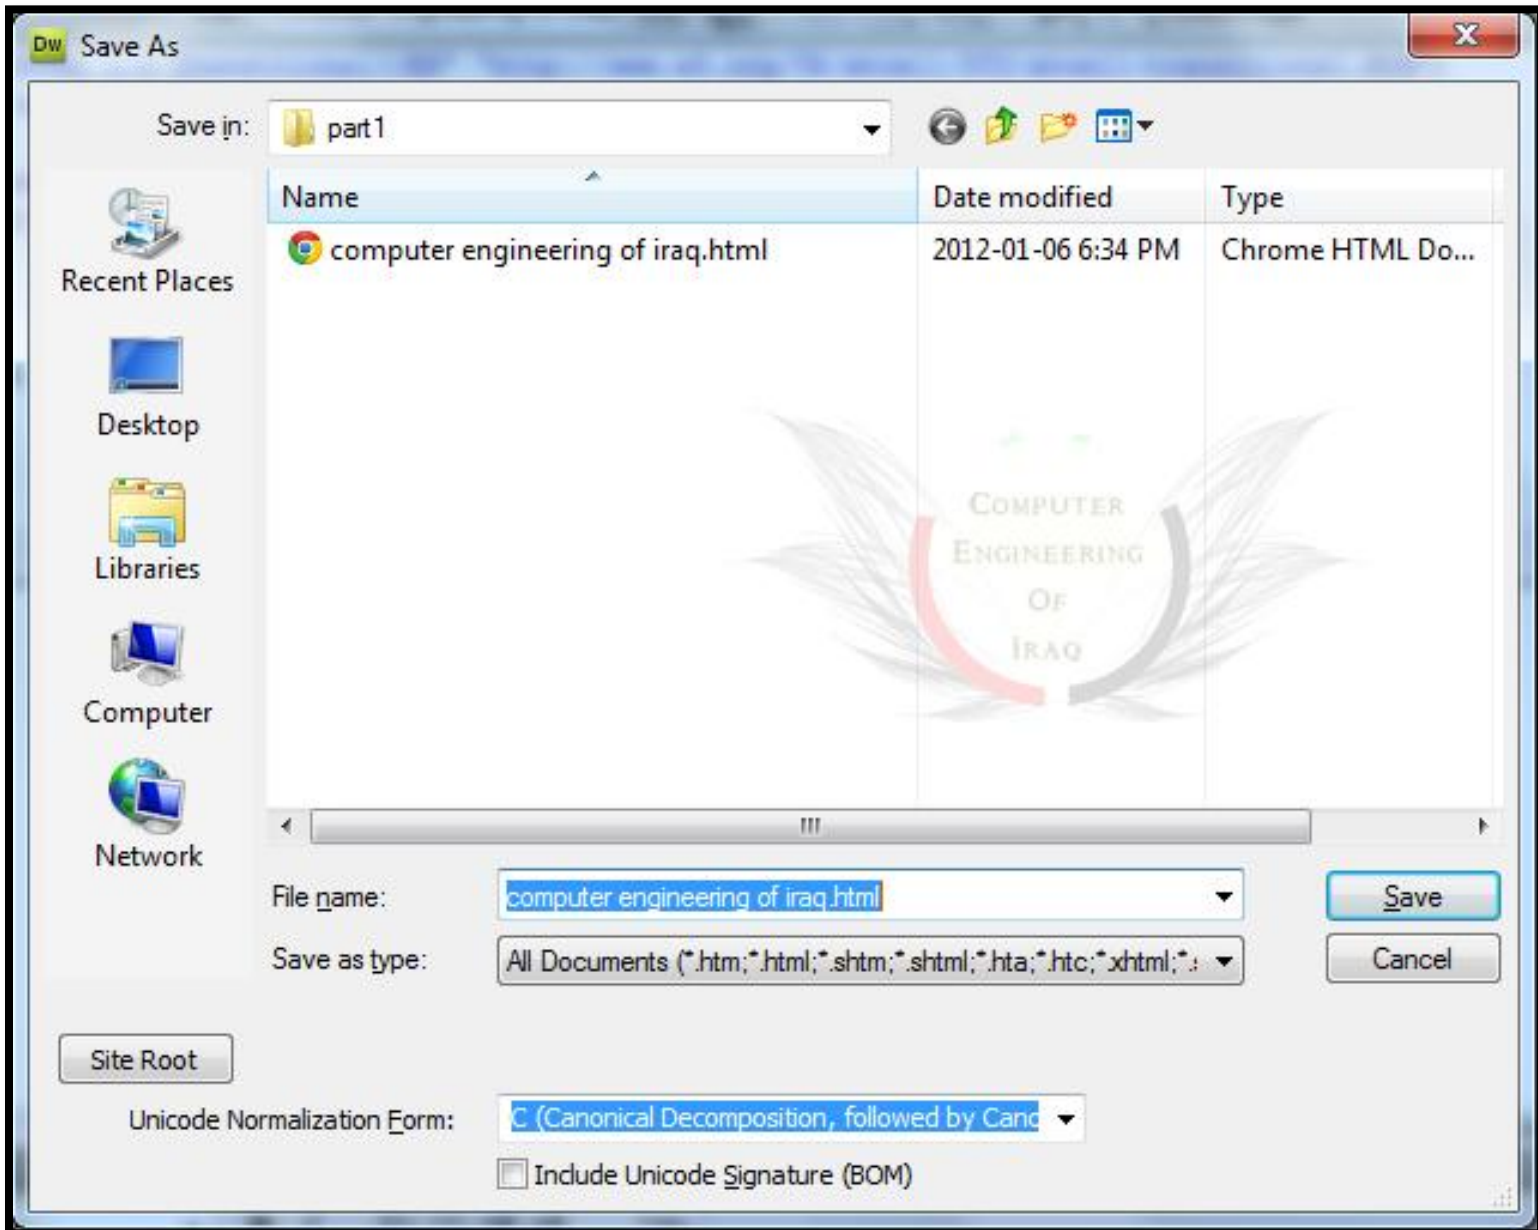 Dw Save As
Save in: part1
Name Date modified Type
computer engineering of iraq.html 2012-01-06 6:34 PM Chrome HTML Do...
Recent Places
Desktop
Libraries
Computer
Network
COMPUTER
ENGINEERING
OF
IRAQ
File name: computer engineering of iraq.html Save
Save as type: All Documents (*.htm;*.html;*.shtm;*.shtml;*.hta;*.htc;*.xhtml;*. Cancel
Site Root
Unicode Normalization Form: C (Canonical Decomposition, followed by Cano
Include Unicode Signature (BOM)